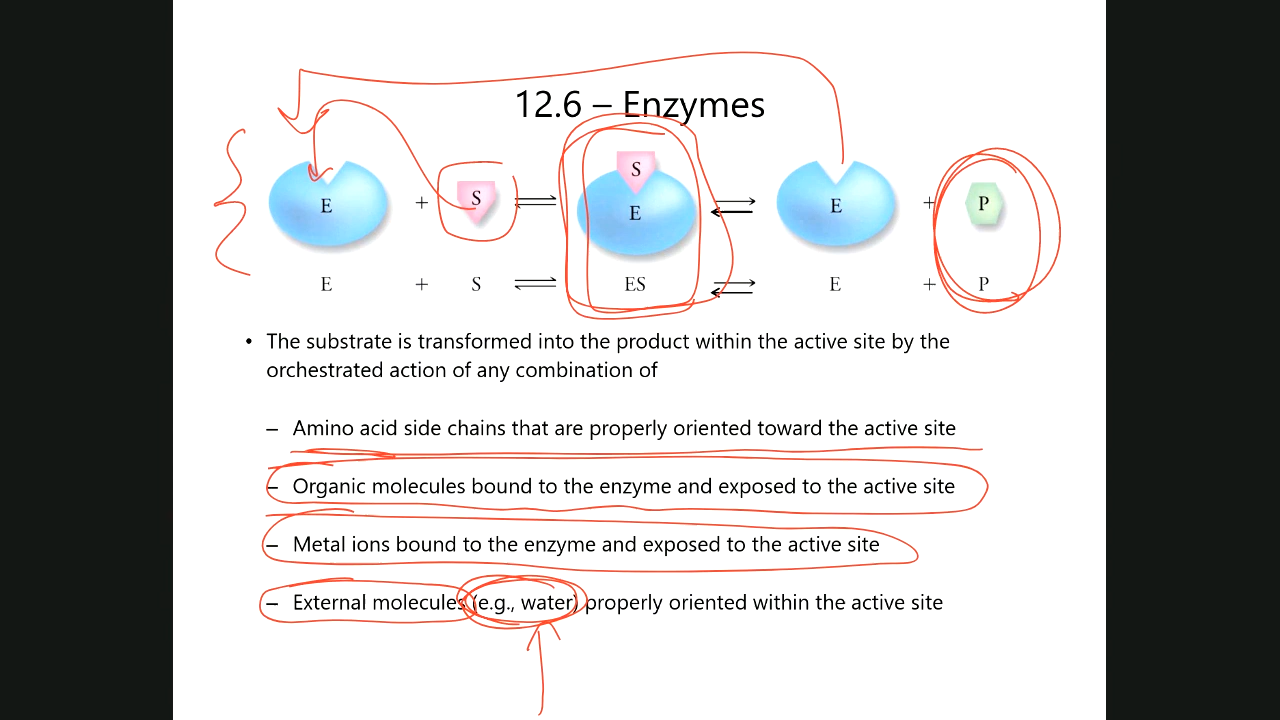 12.6 – Enzymes
S
E + S E E + P
E + S ES E + P
• The substrate is transformed into the product within the active site by the
orchestrated action of any combination of
– Amino acid side chains that are properly oriented toward the active site
– Organic molecules bound to the enzyme and exposed to the active site
– Metal ions bound to the enzyme and exposed to the active site
– External molecules (e.g., water) properly oriented within the active site